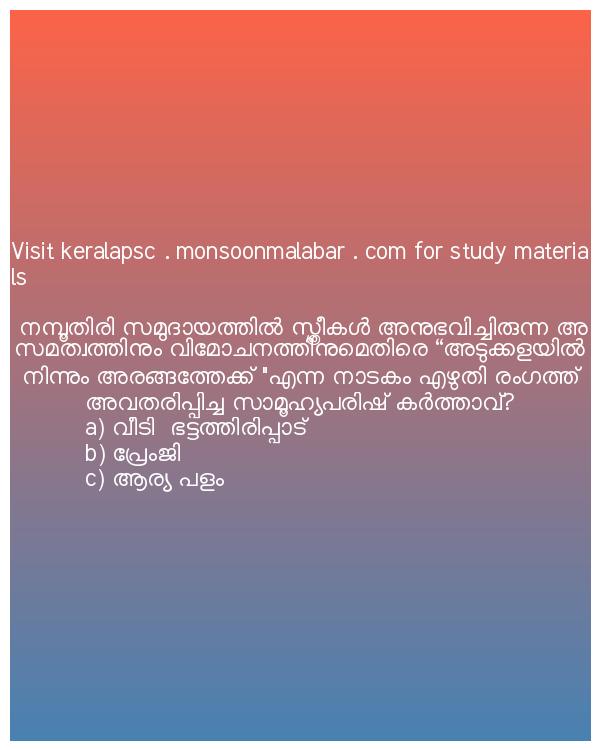 Visit keralapsc . monsoonmalabar . com for study materia
ls
നമ്പൂതിരി സമുദായത്തിൽ സ്ത്രീകൾ അനുഭവിച്ചിരുന്ന അ
സമത്വത്തിനും വിമോചനത്തിനുമെതിരെ “അടുക്കളയിൽ
നിന്നും അരങ്ങത്തേക്ക് "എന്ന നാടകം എഴുതി രംഗത്ത്
അവതരിപ്പിച്ച സാമൂഹ്യപരിഷ് കർത്താവ്?
a) വീടി  ഭട്ടത്തിരിപ്പാട്
b) പ്രേംജി
c) ആര്യ പളം